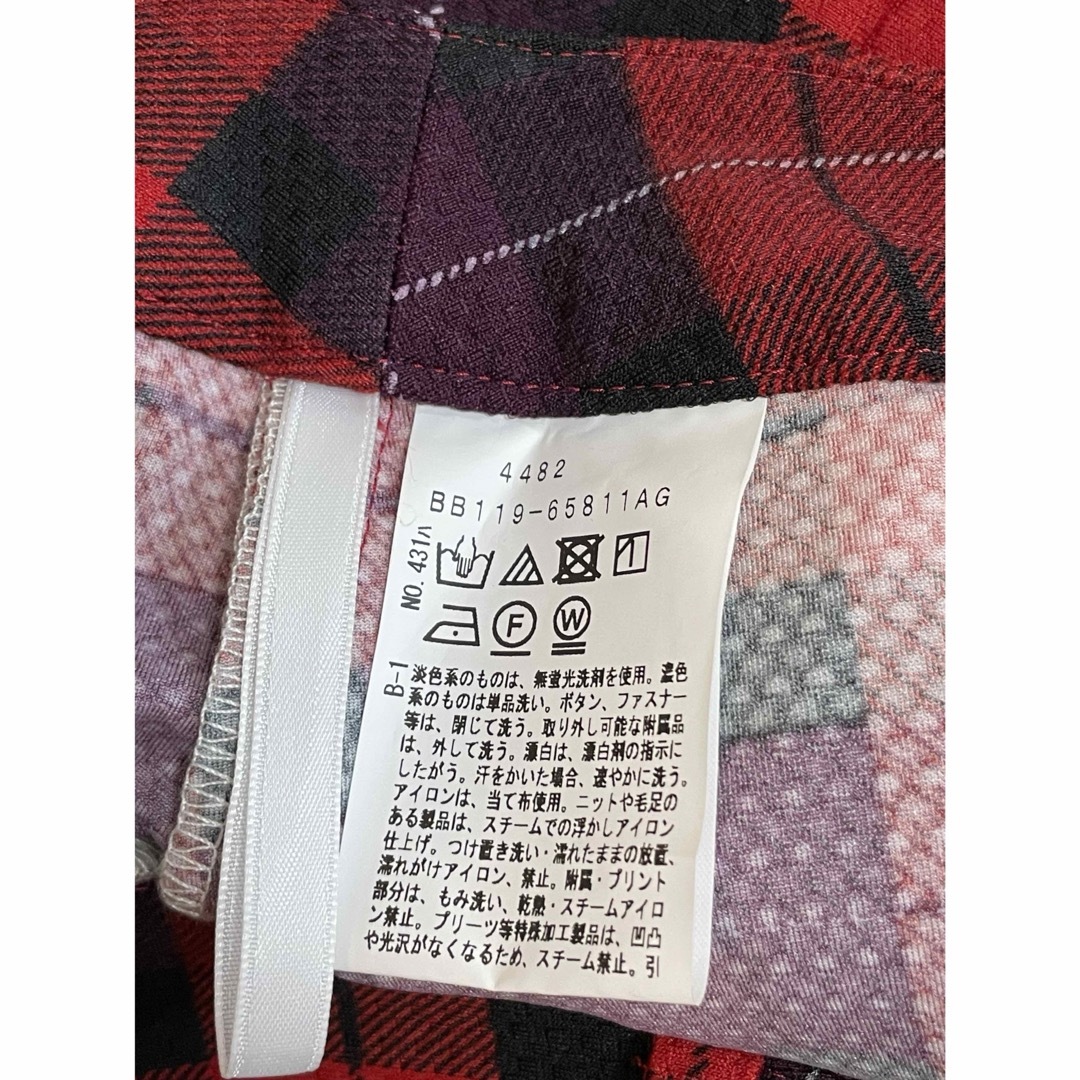 4482
BB119-65811AG
NO. 431ハ
1
F
W
B-1
淡色系のものは、無蛍光洗剤を使用。濃色
系のものは単品洗い。ボタン、ファスナー
等は、閉じて洗う。取り外し可能な附属品
は、外して洗う。漂白は、漂白剤の指示に
したがう。汗をかいた場合、速やかに洗う。
アイロンは、当て布使用。ニットや毛足の
ある製品は、スチームでの浮かしアイロン
仕上げ。つけ置き洗い・濡れたままの放置、
濡れがけアイロン、禁止。附属・プリント
部分は、もみ洗い、乾熱・スチームアイロ
ン禁止。プリーツ等特殊加工製品は、凹凸
や光沢がなくなるため、スチーム禁止。引